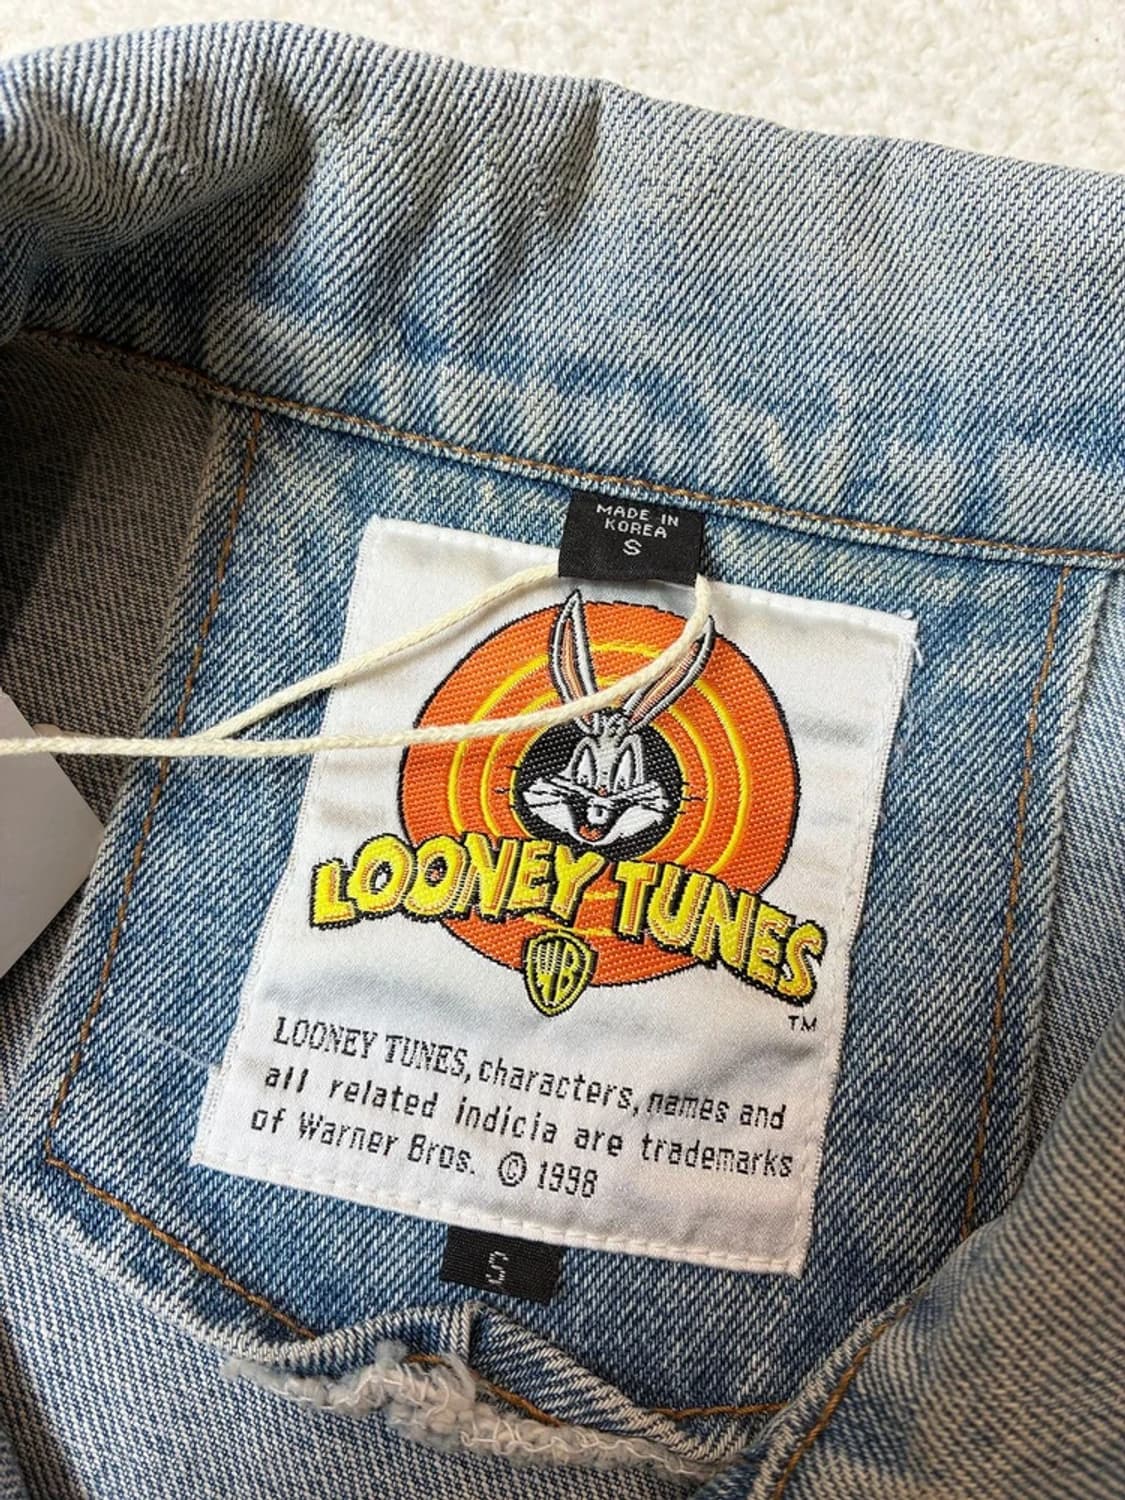 MADE IN
KOREA
S
LOONEY TUNES
WB
TM
LOONEY TUNES, characters, names and
all related indicia are trademarks
of Warner Bros. © 1998
S